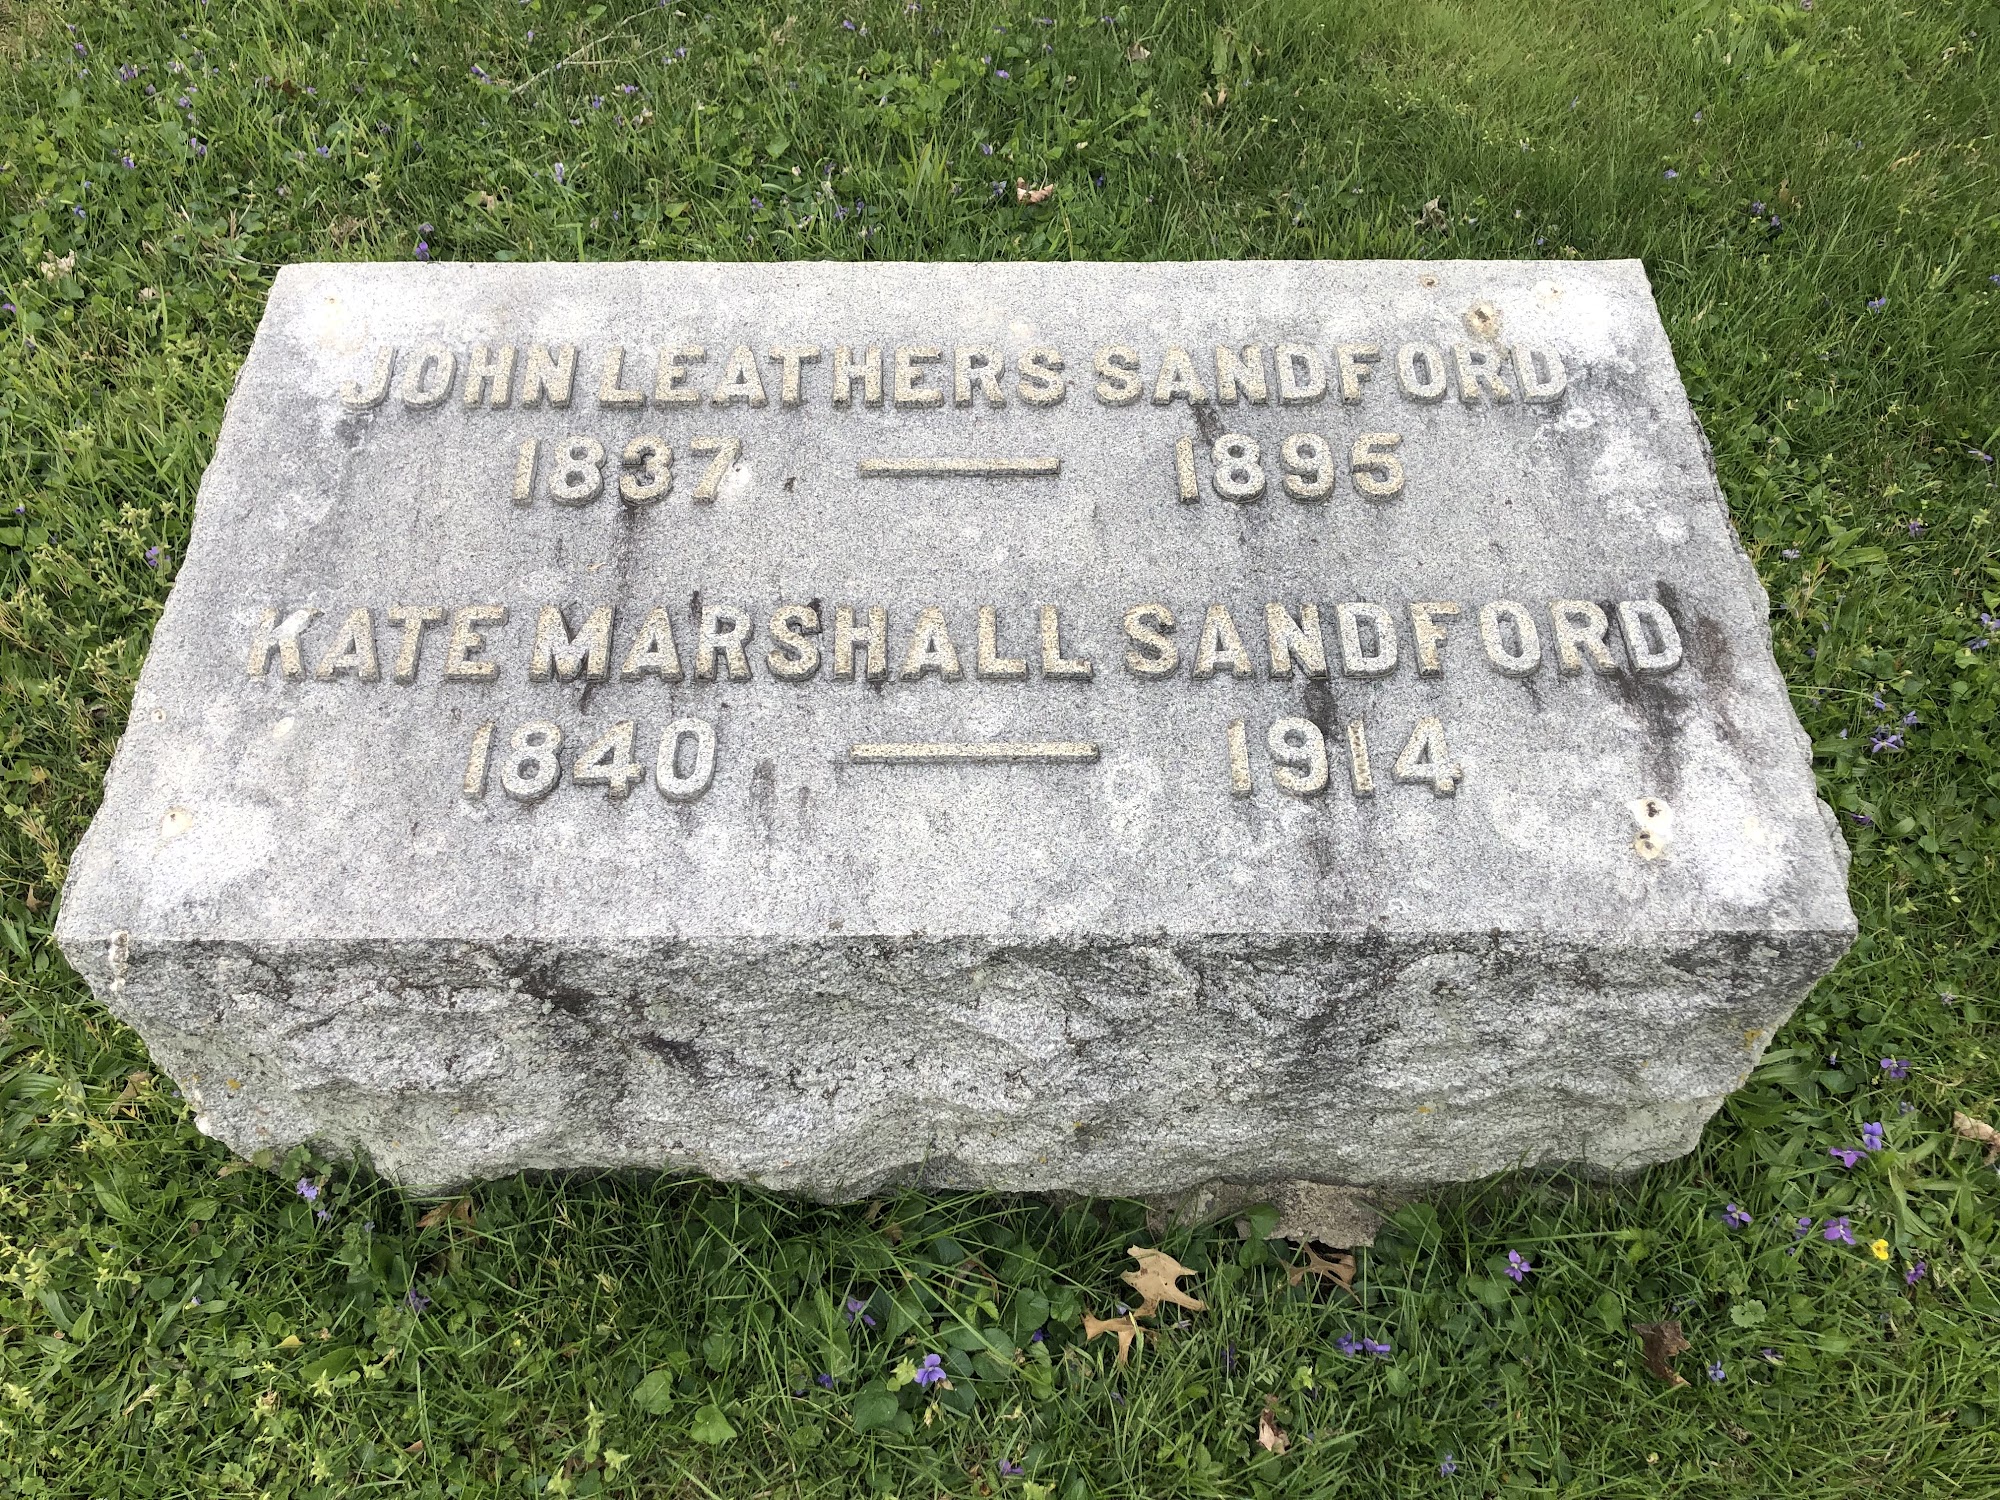 JOHN LEATHERS SANDFORD
1837 — 1895
KATE MARSHALL SANDFORD
1840 — 1914